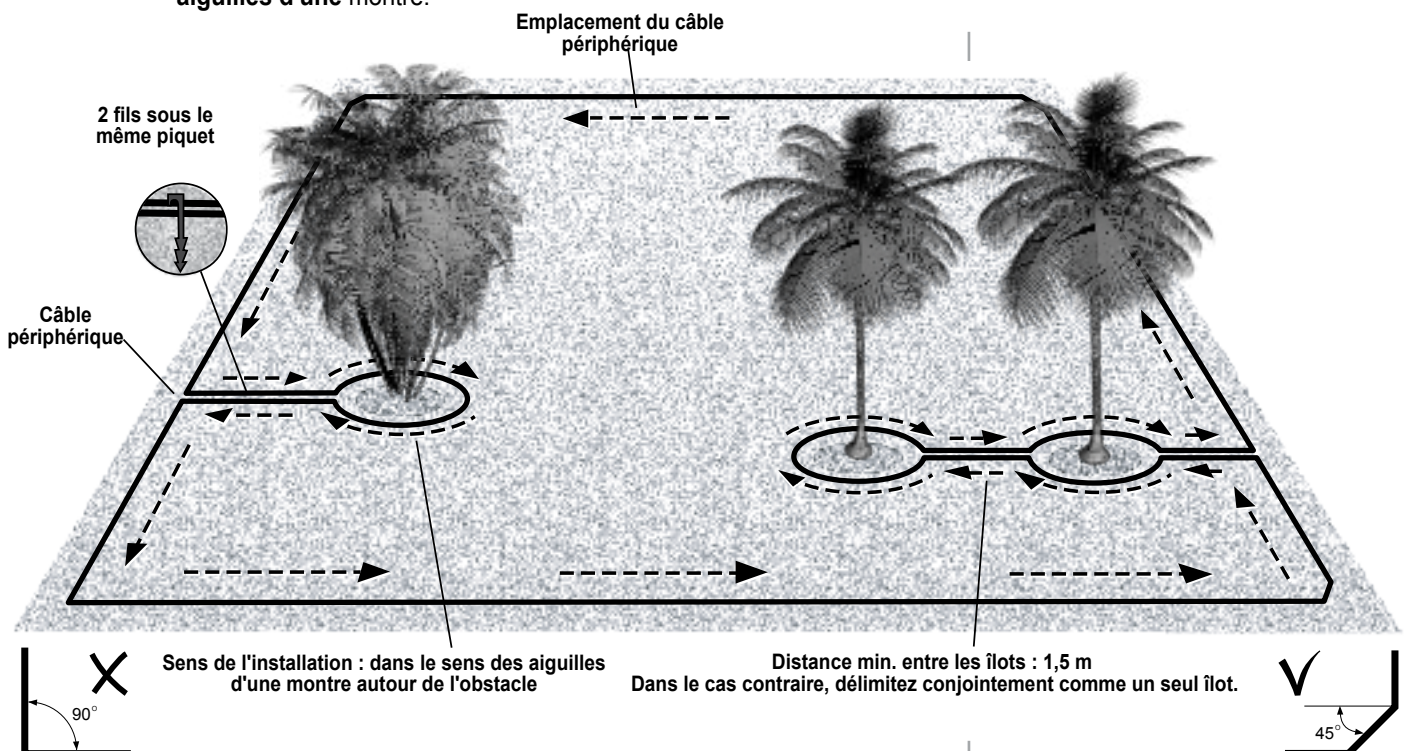 aiguilles d'une montre.
Emplacement du câble
périphérique
2 fils sous le
même piquet
Câble
périphérique
Sens de l'installation : dans le sens des aiguilles
d'une montre autour de l'obstacle
Distance min. entre les îlots : 1,5 m
Dans le cas contraire, délimitez conjointement comme un seul îlot.
90°
45°